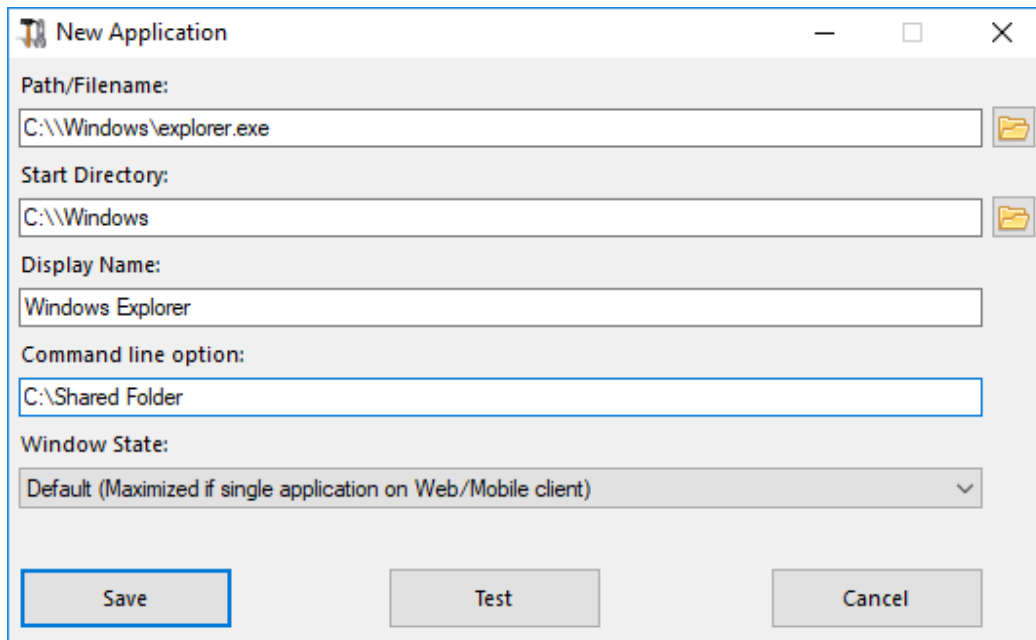 New Application
Path/Filename:
C:\\Windows\explorer.exe
Start Directory:
C:\\Windows
Display Name:
Windows Explorer
Command line option:
C:\Shared Folder
Window State:
Default (Maximized if single application on Web/Mobile client)
Save Test Cancel